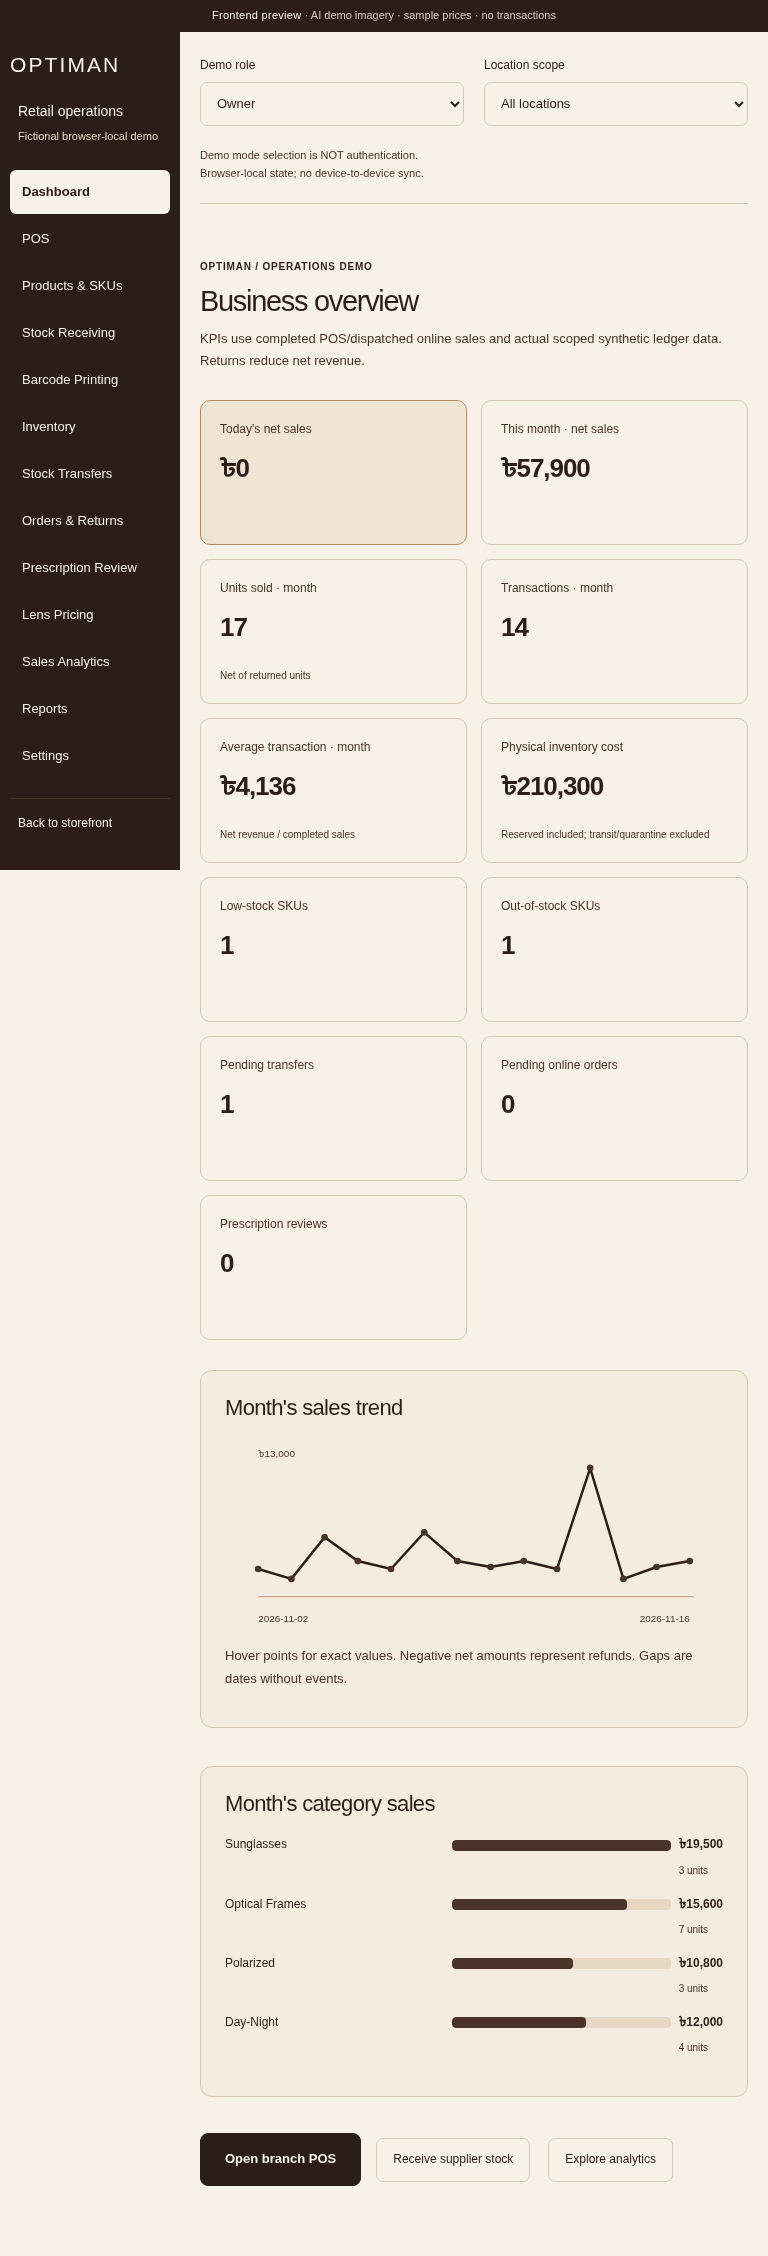 Frontend preview · AI demo imagery · sample prices · no transactions
OPTIMAN
Retail operations
Fictional browser-local demo
Dashboard
POS
Products & SKUs
Stock Receiving
Barcode Printing
Inventory
Stock Transfers
Orders & Returns
Prescription Review
Lens Pricing
Sales Analytics
Reports
Settings
Back to storefront
Demo role
Owner
Location scope
All locations
Demo mode selection is NOT authentication.
Browser-local state; no device-to-device sync.
OPTIMAN / OPERATIONS DEMO
Business overview
KPIs use completed POS/dispatched online sales and actual scoped synthetic ledger data.
Returns reduce net revenue.
Today's net sales
৳0
This month · net sales
৳57,900
Units sold · month
17
Net of returned units
Transactions · month
14
Average transaction · month
৳4,136
Net revenue / completed sales
Physical inventory cost
৳210,300
Reserved included; transit/quarantine excluded
Low-stock SKUs
1
Out-of-stock SKUs
1
Pending transfers
1
Pending online orders
0
Prescription reviews
0
Month's sales trend
৳13,000
2026-11-02
2026-11-16
Hover points for exact values. Negative net amounts represent refunds. Gaps are
dates without events.
Month's category sales
Sunglasses
৳19,500
3 units
Optical Frames
৳15,600
7 units
Polarized
৳10,800
3 units
Day-Night
৳12,000
4 units
Open branch POS
Receive supplier stock
Explore analytics